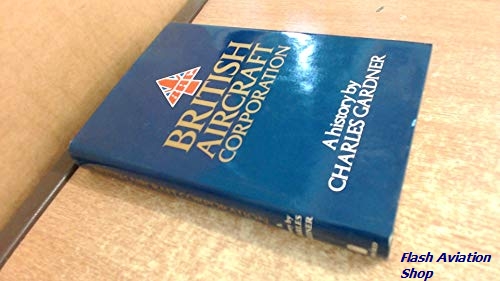 BRITISH
AIRCRAFT
CORPORATION
A history by
CHARLES GARDNER
Flash Aviation
Shop